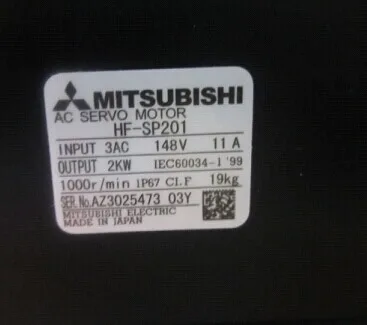 MITSUBISHI
AC SERVO MOTOR
HF-SP201
INPUT 3AC 148V 11A
OUTPUT 2KW IEC60034-1 '99
1000r/min IP67 CI.F 19kg
SER.No.AZ3025473 03Y
MITSUBISHI ELECTRIC
MADE IN JAPAN